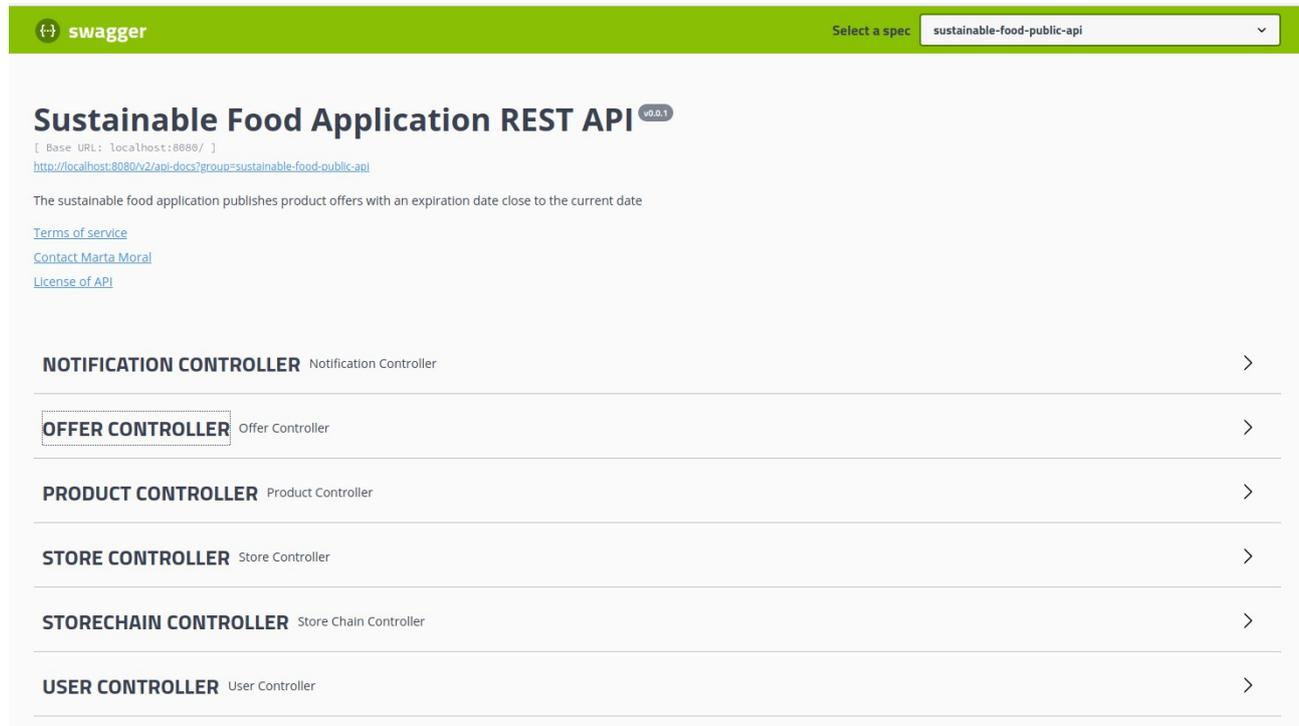 {··} swagger Select a spec sustainable-food-public-api
Sustainable Food Application REST API v0.0.1
[ Base URL: localhost:8080/ ]
http://localhost:8080/v2/api-docs?group=sustainable-food-public-api
The sustainable food application publishes product offers with an expiration date close to the current date
Terms of service
Contact Marta Moral
License of API
NOTIFICATION CONTROLLER Notification Controller
OFFER CONTROLLER Offer Controller
PRODUCT CONTROLLER Product Controller
STORE CONTROLLER Store Controller
STORECHAIN CONTROLLER Store Chain Controller
USER CONTROLLER User Controller